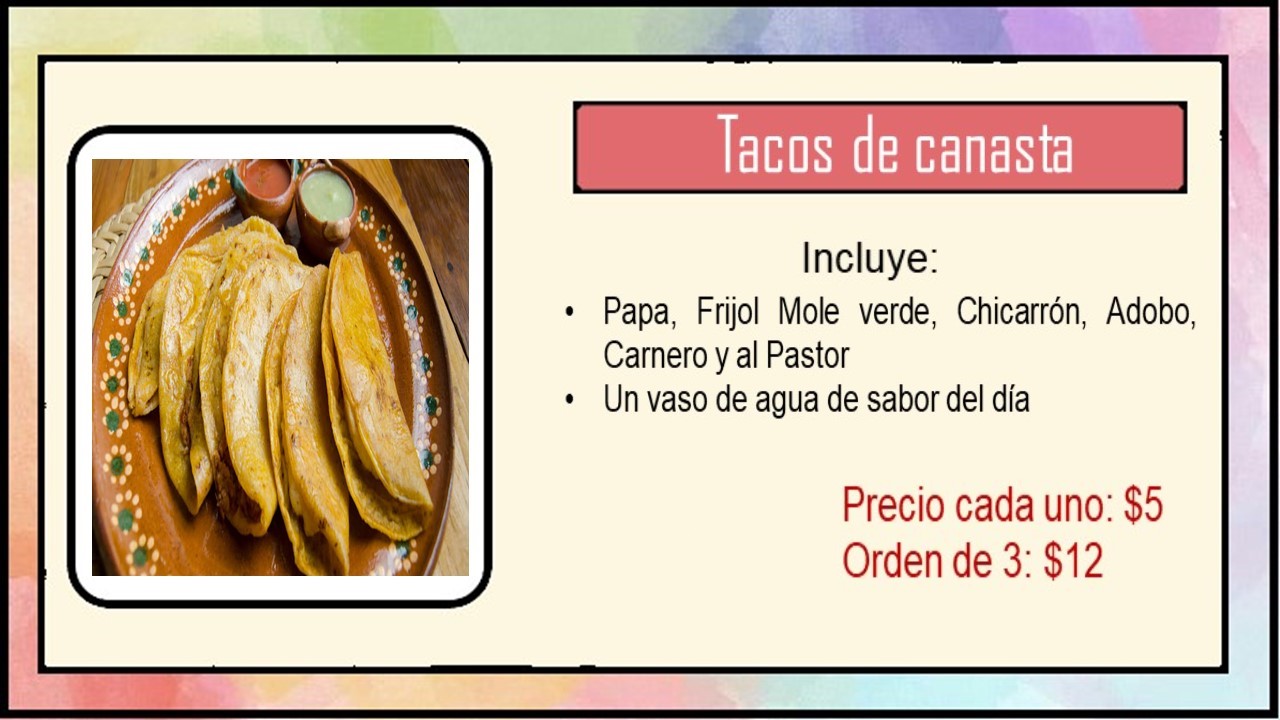 Tacos de canasta
Incluye:
• Papa, Frijol Mole verde, Chicarrón, Adobo,
Carnero y al Pastor
• Un vaso de agua de sabor del día
Precio cada uno: $5
Orden de 3: $12